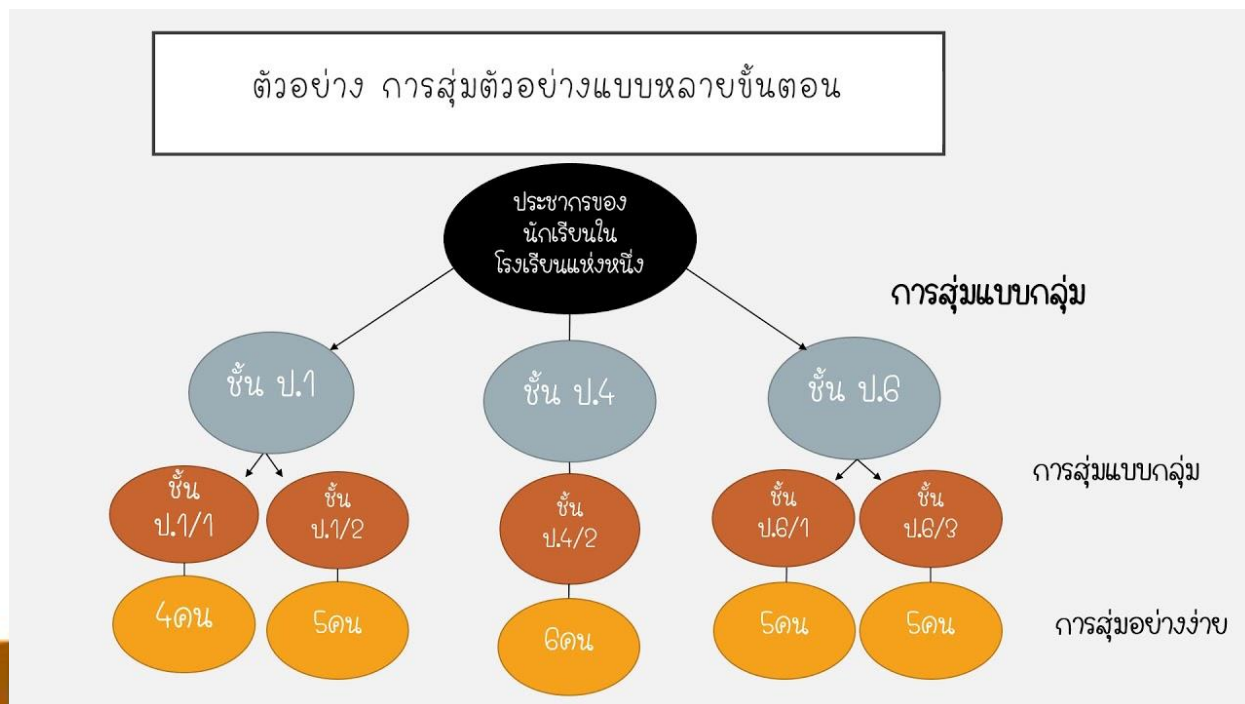 ตัวอย่าง การสุ่มตัวอย่างแบบหลายขั้นตอน
ประชากรของ
นักเรียนใน
โรงเรียนแห่งหนึ่ง
การสุ่มแบบกลุ่ม
ชั้น ป.1
ชั้น ป.4
ชั้น ป.6
การสุ่มแบบกลุ่ม
ชั้น
ป.1/1
ชั้น
ป.1/2
ชั้น
ป.4/2
ชั้น
ป.6/1
ชั้น
ป.6/3
4คน
5คน
6คน
5คน
5คน
การสุ่มอย่างง่าย